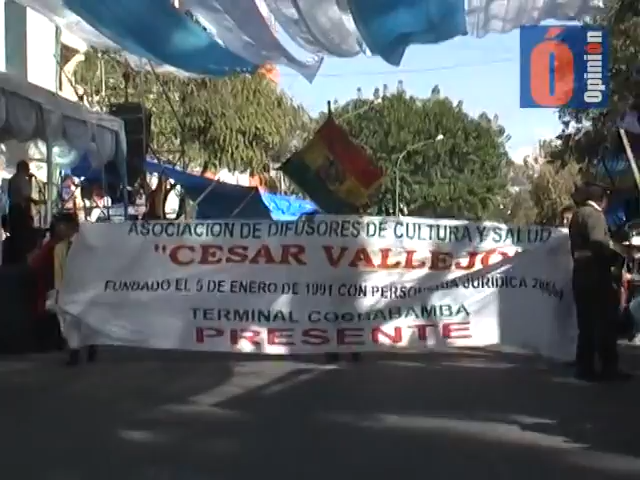 Ó Opinión
ASOCIACION DE DIFUSORES DE CULTURA Y SALUD
"CESAR VALLEJO"
FUNDADO EL 5 DE ENERO DE 1991 CON PERSONERIA JURIDICA
TERMINAL COCHABAMBA
PRESENTE